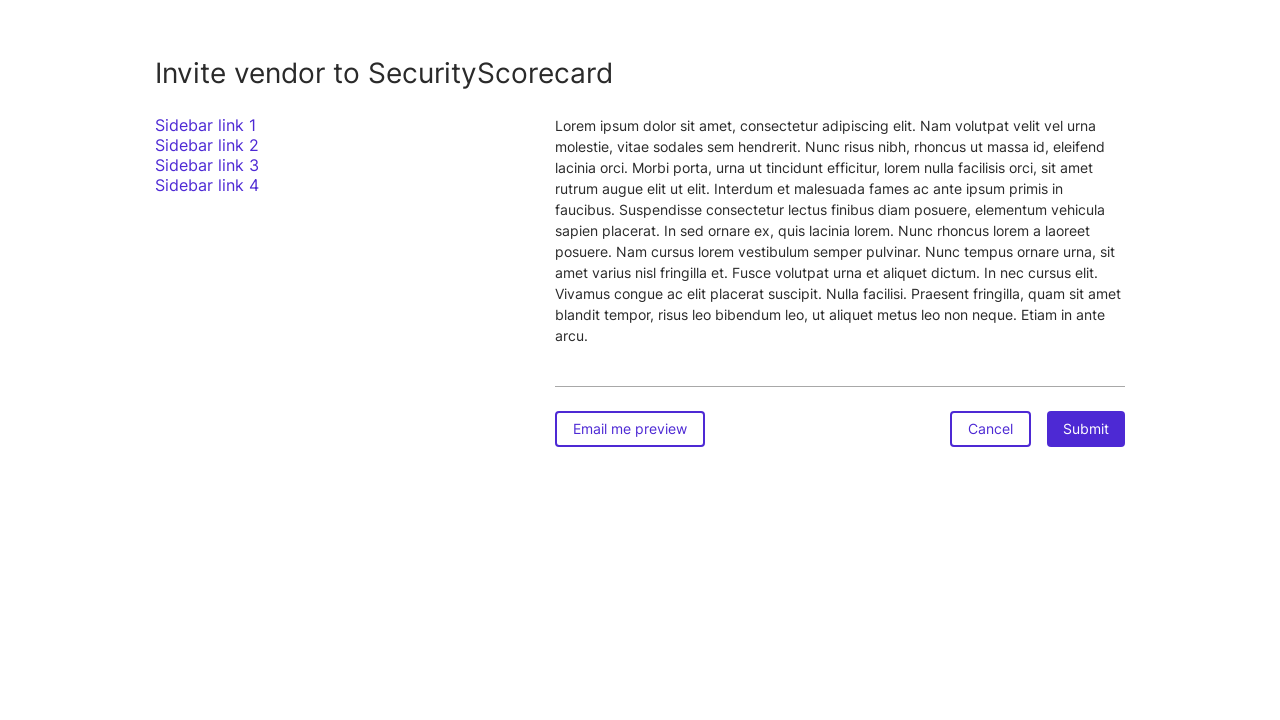 Invite vendor to SecurityScorecard
Sidebar link 1
Sidebar link 2
Sidebar link 3
Sidebar link 4
Lorem ipsum dolor sit amet, consectetur adipiscing elit. Nam volutpat velit vel urna
molestie, vitae sodales sem hendrerit. Nunc risus nibh, rhoncus ut massa id, eleifend
lacinia orci. Morbi porta, urna ut tincidunt efficitur, lorem nulla facilisis orci, sit amet
rutrum augue elit ut elit. Interdum et malesuada fames ac ante ipsum primis in
faucibus. Suspendisse consectetur lectus finibus diam posuere, elementum vehicula
sapien placerat. In sed ornare ex, quis lacinia lorem. Nunc rhoncus lorem a laoreet
posuere. Nam cursus lorem vestibulum semper pulvinar. Nunc tempus ornare urna, sit
amet varius nisl fringilla et. Fusce volutpat urna et aliquet dictum. In nec cursus elit.
Vivamus congue ac elit placerat suscipit. Nulla facilisi. Praesent fringilla, quam sit amet
blandit tempor, risus leo bibendum leo, ut aliquet metus leo non neque. Etiam in ante
arcu.
Email me preview
Cancel
Submit